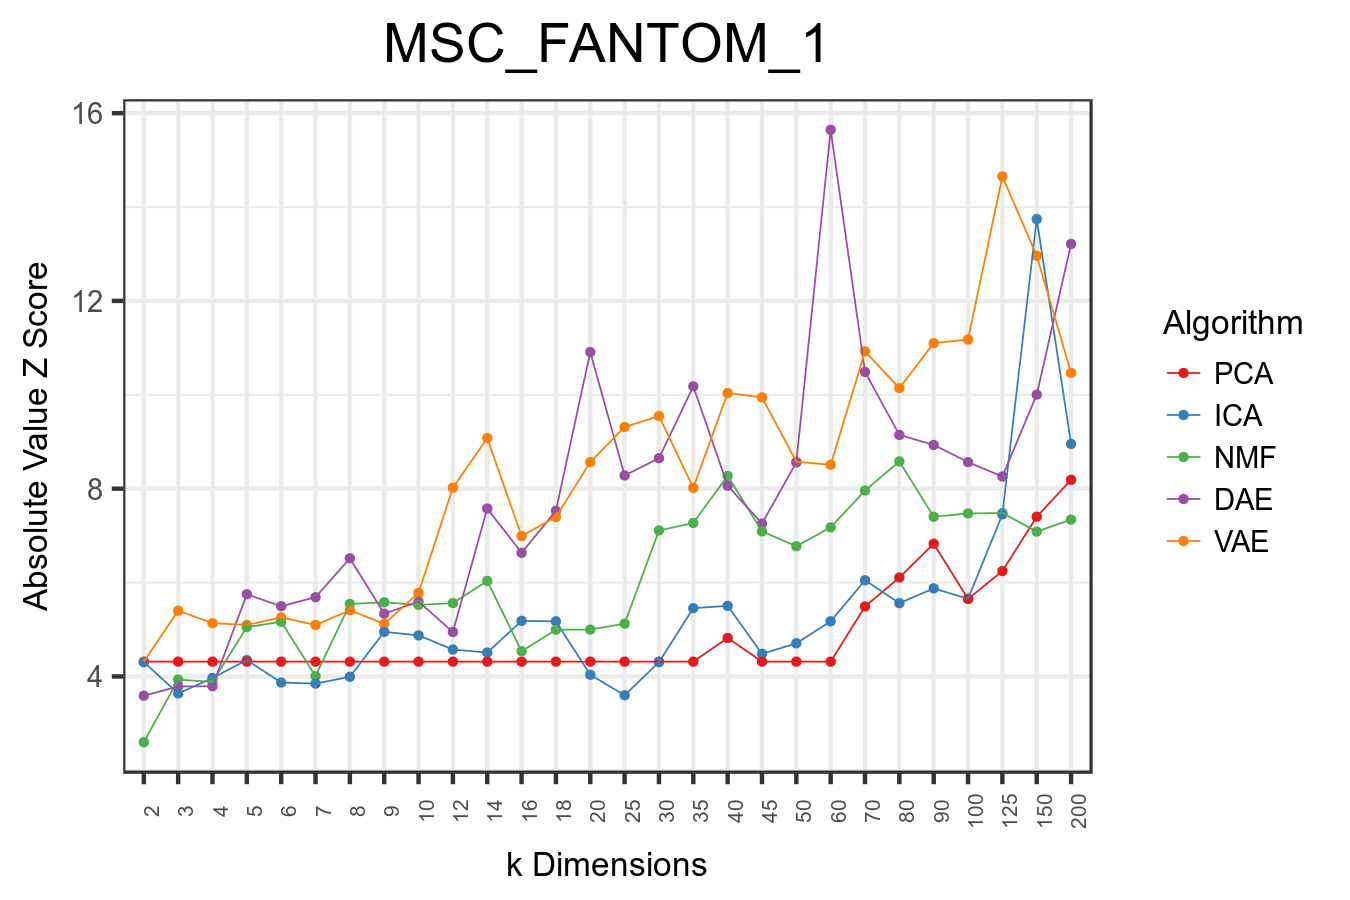 MSC_FANTOM_1
Absolute Value Z Score
16
12
8
4
2 3 4 5 6 7 8 9 10 12 14 16 18 20 25 30 35 40 45 50 60 70 80 90 100 125 150 200
k Dimensions
Algorithm
PCA
ICA
NMF
DAE
VAE